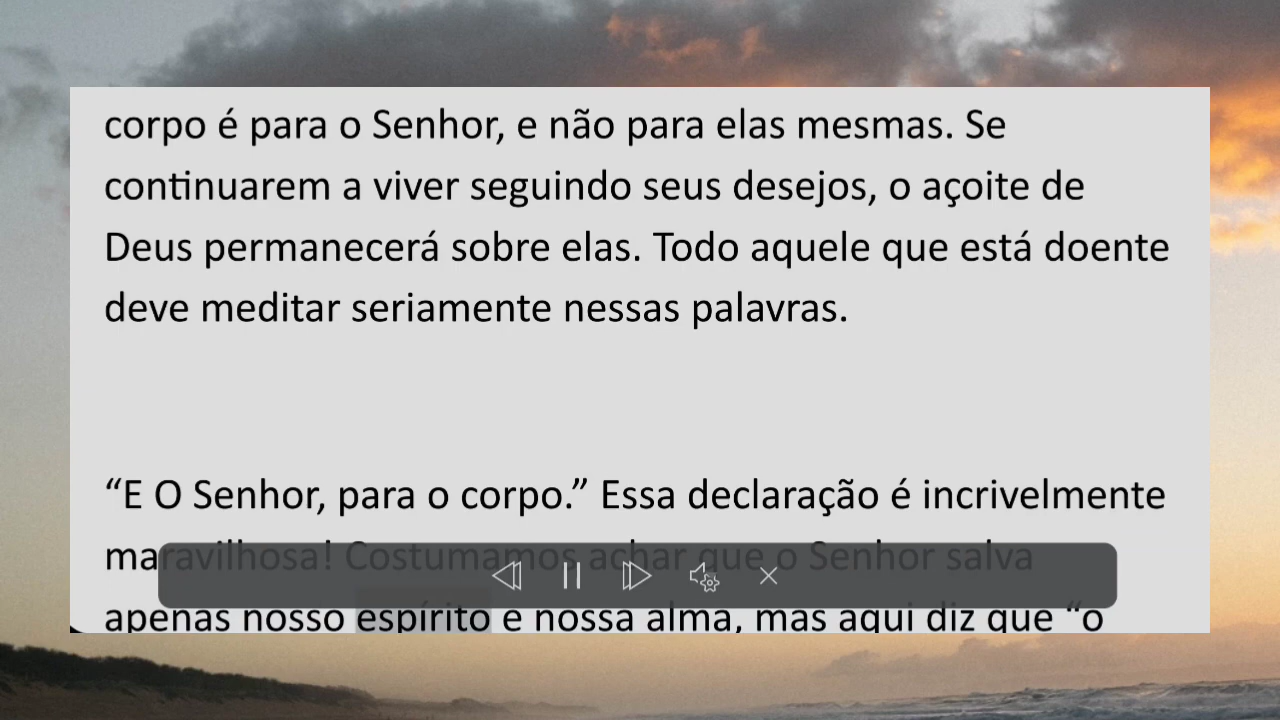 corpo é para o Senhor, e não para elas mesmas. Se
continuarem a viver seguindo seus desejos, o açoite de
Deus permanecerá sobre elas. Todo aquele que está doente
deve meditar seriamente nessas palavras.
“E O Senhor, para o corpo.” Essa declaração é incrivelmente
maravilhosa! Costumamos achar que o Senhor salva
apenas nosso espírito e nossa alma, mas aqui diz que “o